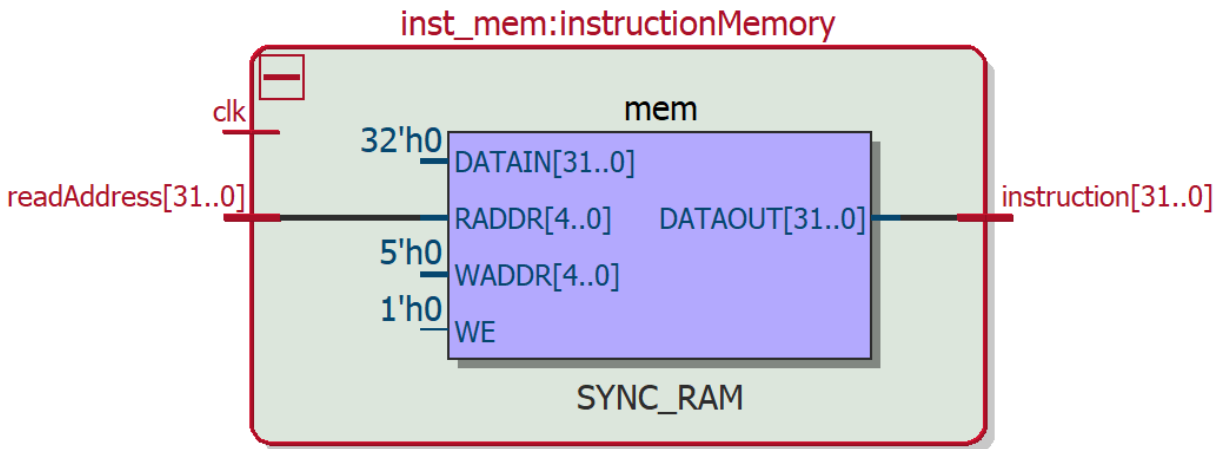 inst_mem:instructionMemory
clk
mem
32'h0
DATAIN[31..0]
readAddress[31..0]
RADDR[4..0]
DATAOUT[31..0]
instruction[31..0]
5'h0
WADDR[4..0]
1'h0
WE
SYNC_RAM